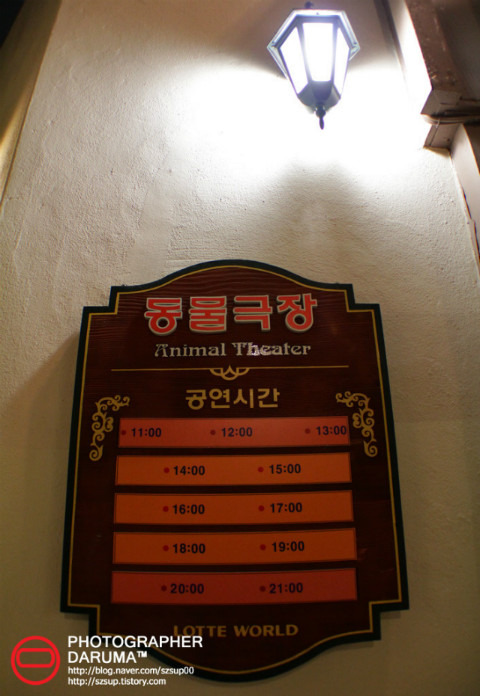 동물극장
Animal Theater
공연시간
• 11:00 • 12:00 • 13:00
• 14:00 • 15:00
• 16:00 • 17:00
• 18:00 • 19:00
• 20:00 • 21:00
LOTTE WORLD
PHOTOGRAPHER
DARUMA™
http://blog.naver.com/szsup00
http://szsup.tistory.com